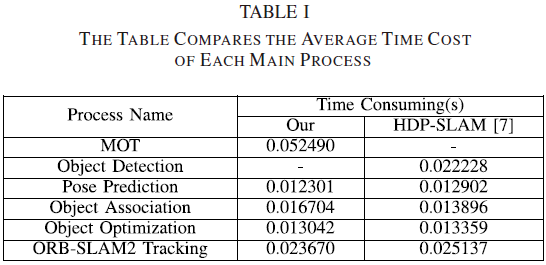 TABLE I
THE TABLE COMPARES THE AVERAGE TIME COST
OF EACH MAIN PROCESS
Process Name Time Consuming(s)
Our HDP-SLAM [7]
MOT 0.052490 -
Object Detection - 0.022228
Pose Prediction 0.012301 0.012902
Object Association 0.016704 0.013896
Object Optimization 0.013042 0.013359
ORB-SLAM2 Tracking 0.023670 0.025137